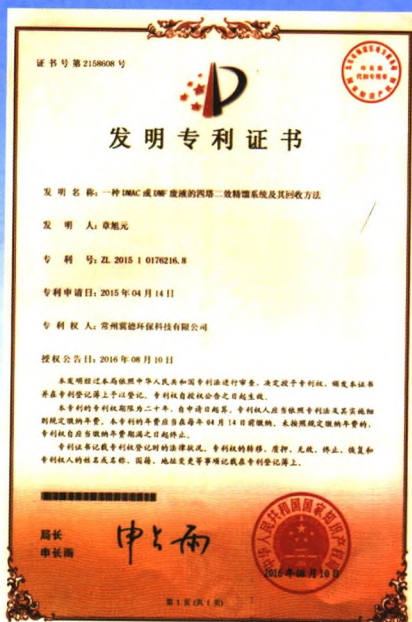 证书号第2158608号
发明专利证书
发明名称：一种DMAC或DMF废液的四塔二效精馏系统及其回收方法
发明人：章旭元
专利号：ZL 2015 1 0176216.8
专利申请日：2015年04月14日
专利权人：常州冀德环保科技有限公司
授权公告日：2016年08月10日
本发明经过本局依照中华人民共和国专利法进行审查，决定授予专利权，颁发本证书
并在专利登记簿上予以登记。专利权自授权公告之日起生效。
本专利的专利权期限为二十年，自申请日起算。专利权人应当依照专利法及其实施细
则规定缴纳年费。本专利的年费应当在每年04月14日前缴纳。未按照规定缴纳年费的，
专利权自应当缴纳年费期满之日起终止。
专利证书记载专利权登记时的法律状况。专利权的转移、质押、无效、终止、恢复和
专利权人的姓名或名称、国籍、地址变更等事项记载在专利登记簿上。
局长
申长雨
申长雨
中华人民共和国国家知识产权局
2016年08月10日
第1页(共1页)